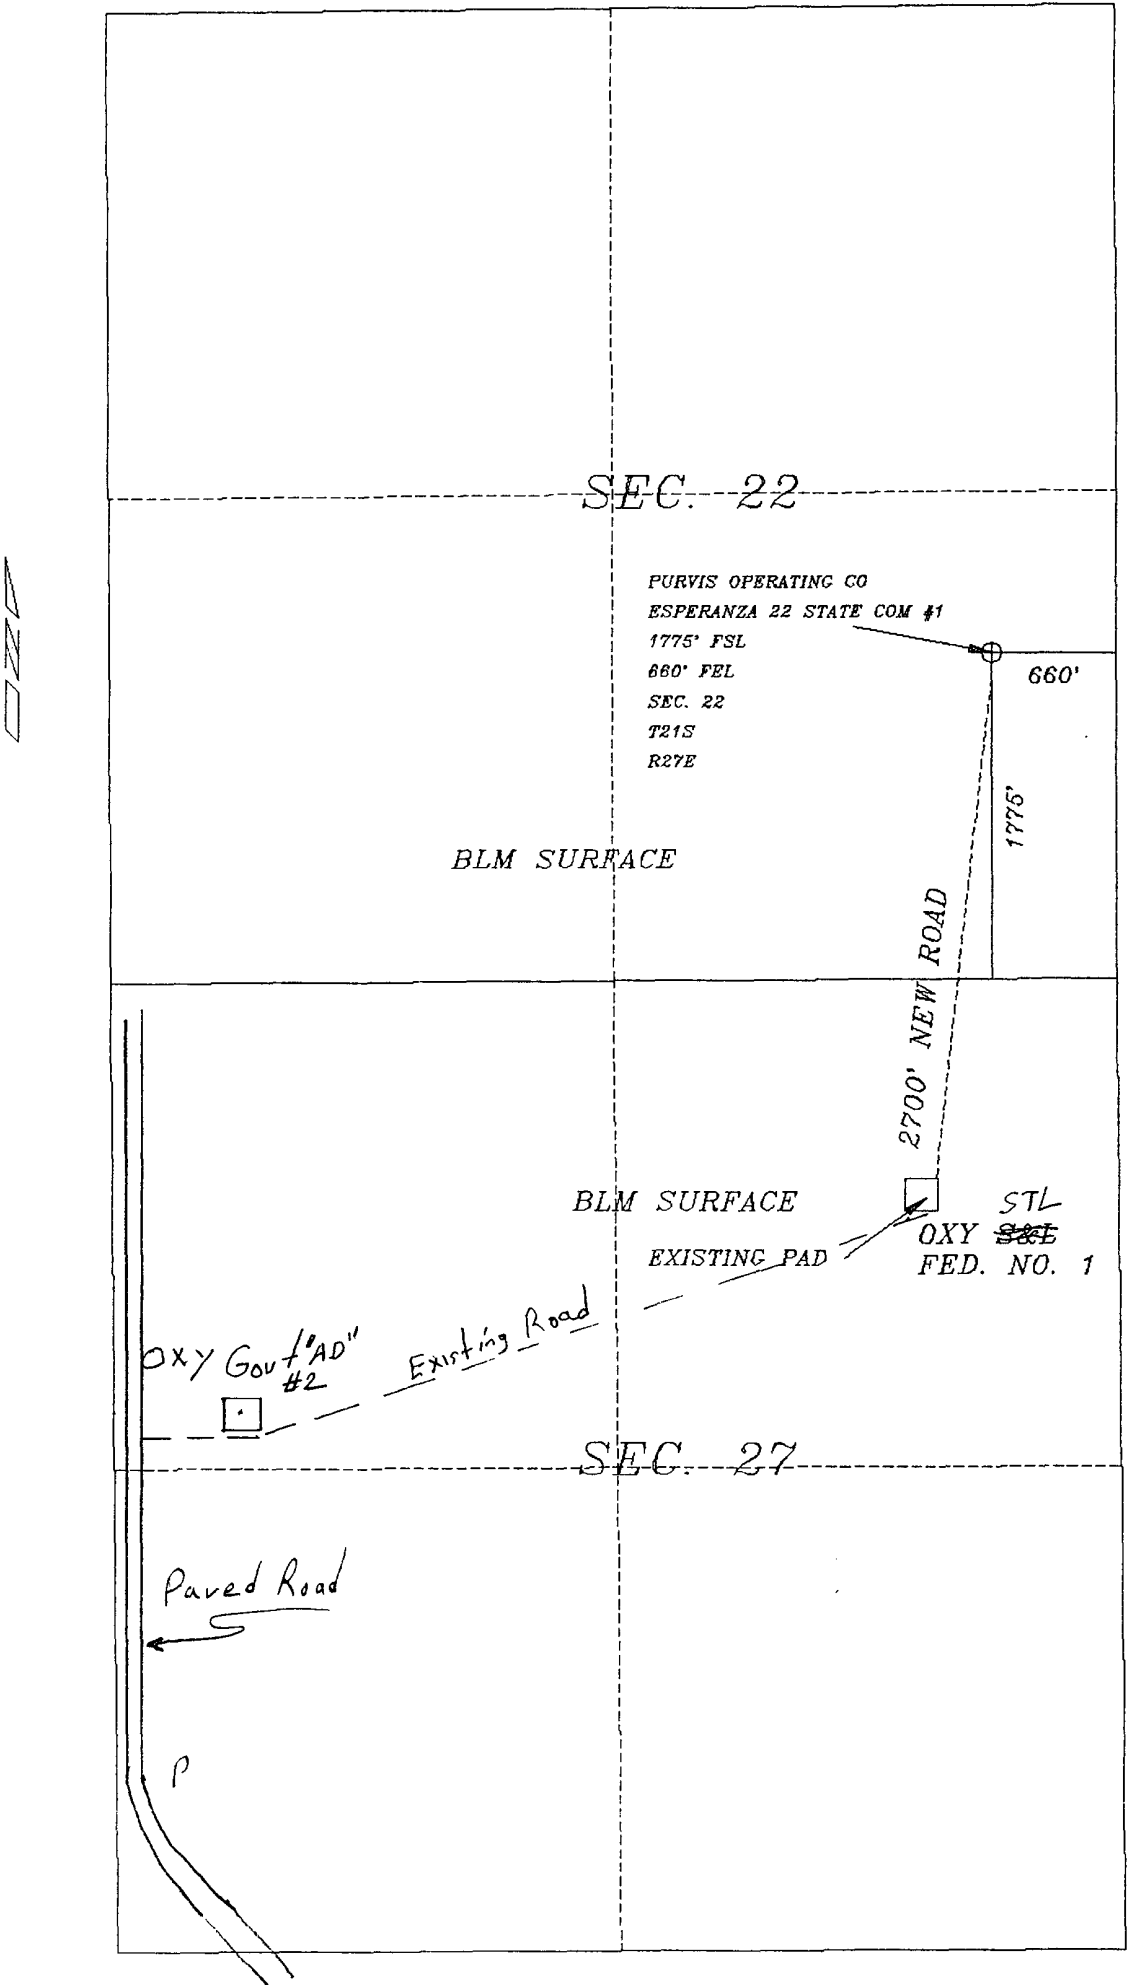 SEC. 22
PURVIS OPERATING CO
ESPERANZA 22 STATE COM #1
1775' FSL
660' FEL
SEC. 22
T21S
R27E
660'
1775'
BLM SURFACE
2700' NEW ROAD
BLM SURFACE
STL
OXY S&L
FED. NO. 1
EXISTING PAD
Existing Road
OXY Gov't "AD"
#2
SEC. 27
Paved Road
P